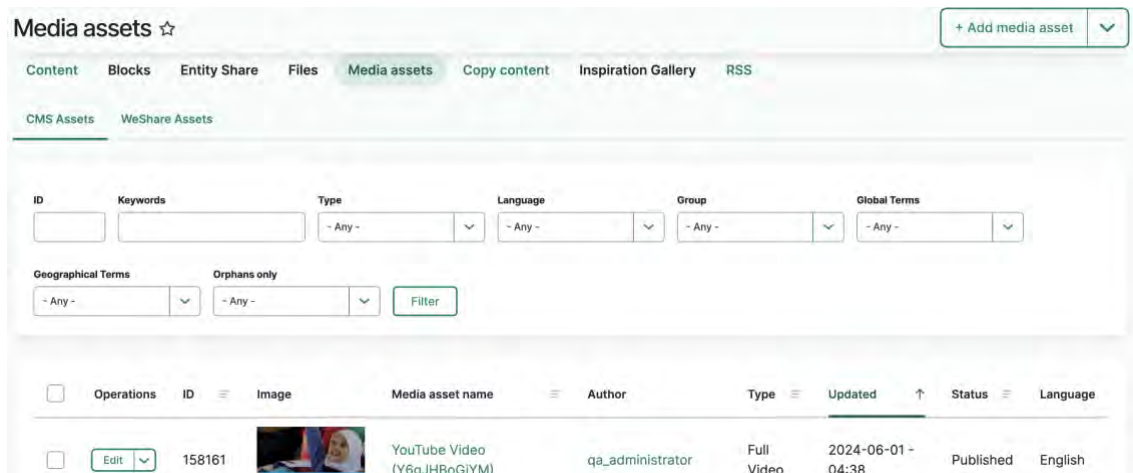 Media assets
+ Add media asset
Content Blocks Entity Share Files Media assets Copy content Inspiration Gallery RSS
CMS Assets WeShare Assets
ID Keywords Type Language Group Global Terms
- Any - - Any - - Any - - Any -
Geographical Terms Orphans only
- Any - - Any - Filter
Operations ID Image Media asset name Author Type Updated Status Language
Edit 158161 YouTube Video qa_administrator Full 2024-06-01 - Published English
Video 04:38